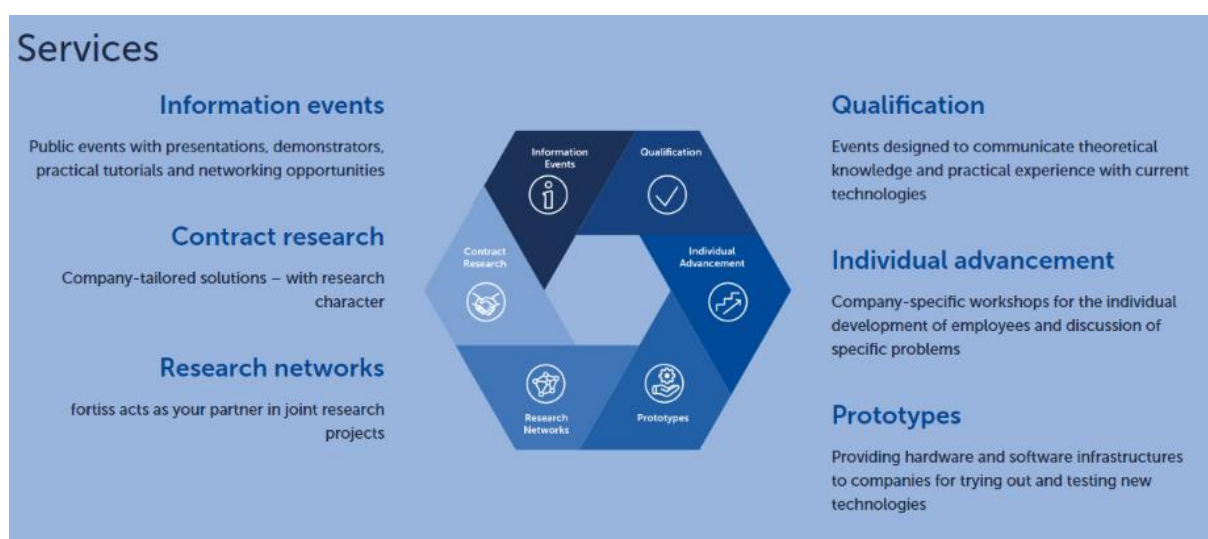 Services
Information events
Public events with presentations, demonstrators,
practical tutorials and networking opportunities
Contract research
Company-tailored solutions – with research
character
Research networks
fortiss acts as your partner in joint research
projects
Information
Events
Qualification
Contract
Research
Individual
Advancement
Research
Networks
Prototypes
Qualification
Events designed to communicate theoretical
knowledge and practical experience with current
technologies
Individual advancement
Company-specific workshops for the individual
development of employees and discussion of
specific problems
Prototypes
Providing hardware and software infrastructures
to companies for trying out and testing new
technologies